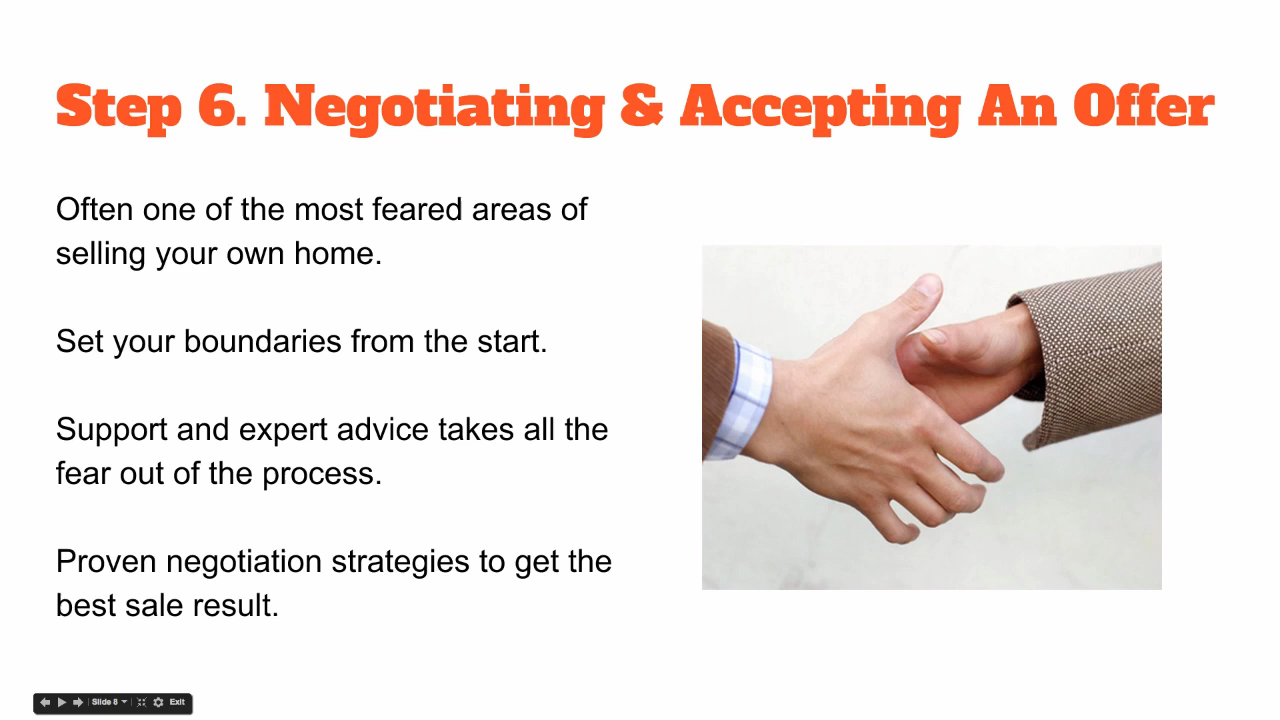 Step 6. Negotiating & Accepting An Offer
Often one of the most feared areas of
selling your own home.
Set your boundaries from the start.
Support and expert advice takes all the
fear out of the process.
Proven negotiation strategies to get the
best sale result.
Slide 8
Exit